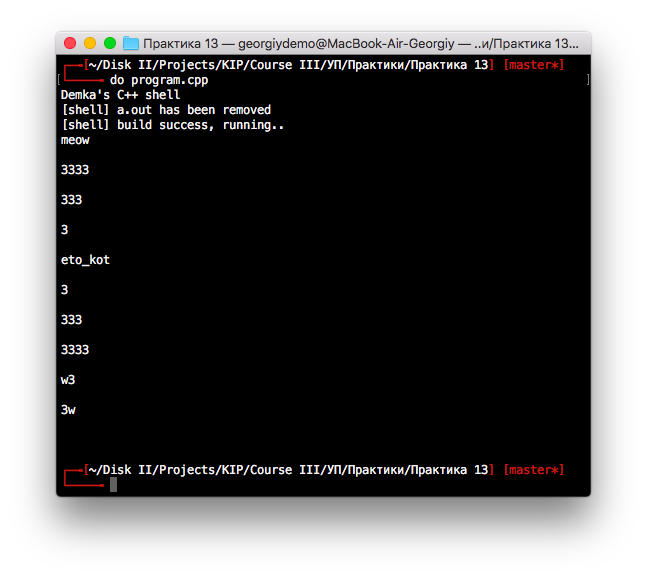 Практика 13 — georgiydemo@MacBook-Air-Georgiy — ..и/Практика 13...
[~/Disk II/Projects/KIP/Course III/УП/Практики/Практика 13] [master*]
[ do program.cpp ]
Demka's C++ shell
[shell] a.out has been removed
[shell] build success, running..
meow
3333
333
3
eto_kot
3
333
3333
w3
3w
[~/Disk II/Projects/KIP/Course III/УП/Практики/Практика 13] [master*]